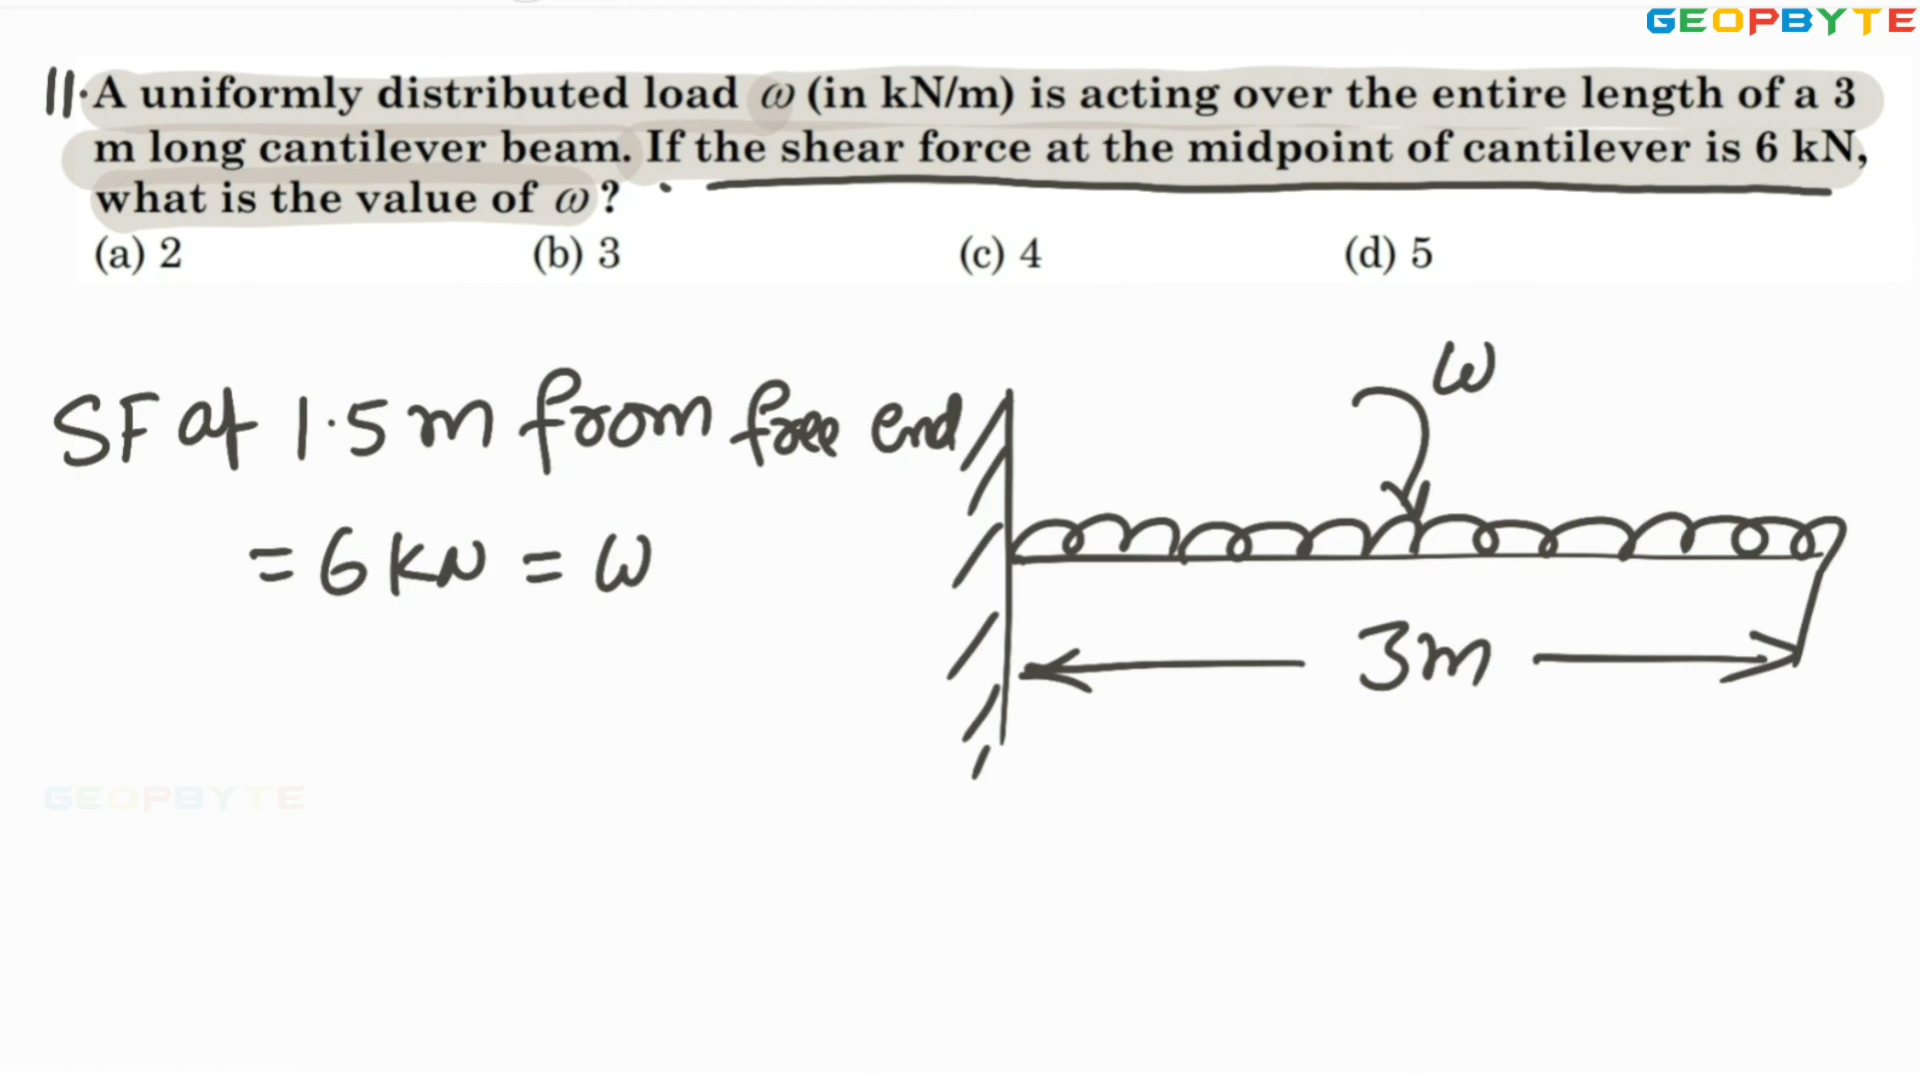 GEOPBYTE
11. A uniformly distributed load ω (in kN/m) is acting over the entire length of a 3
m long cantilever beam. If the shear force at the midpoint of cantilever is 6 kN,
what is the value of ω ?
(a) 2 (b) 3 (c) 4 (d) 5
ω
SF at 1.5 m from free end
= 6 KN = ω
3m
GEOPBYTE